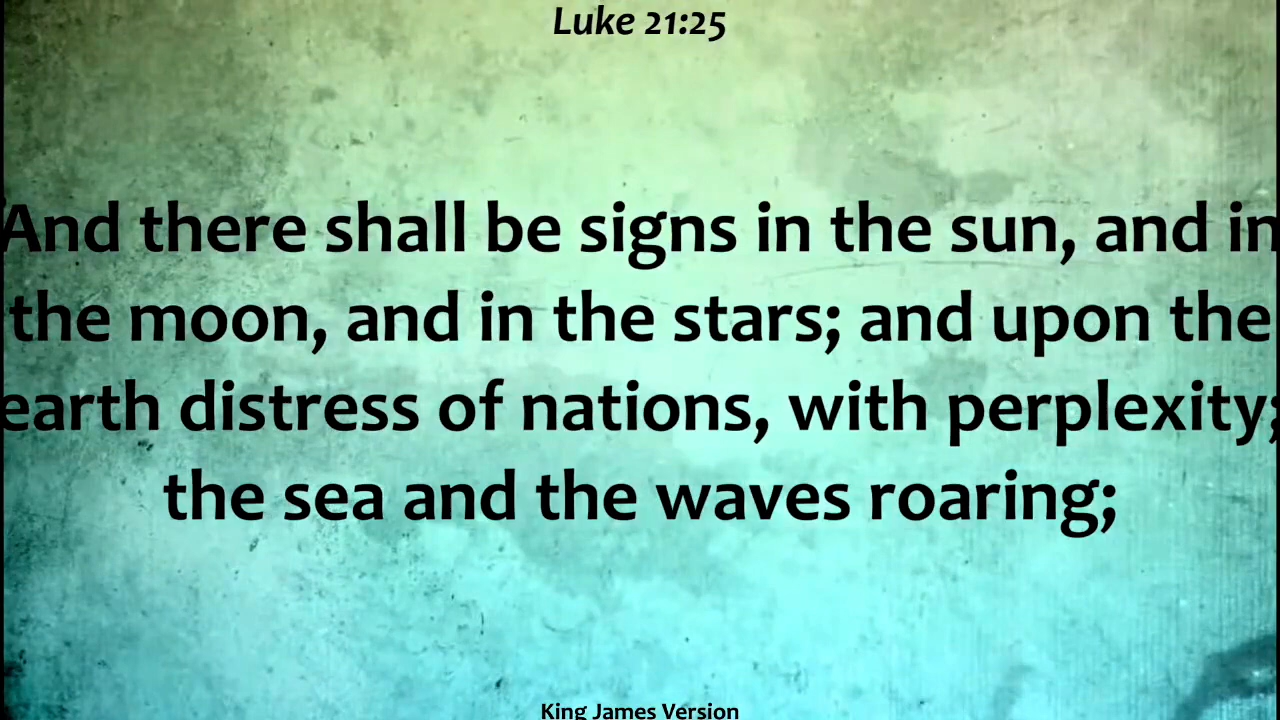 Luke 21:25
And there shall be signs in the sun, and in
the moon, and in the stars; and upon the
earth distress of nations, with perplexity;
the sea and the waves roaring;
King James Version